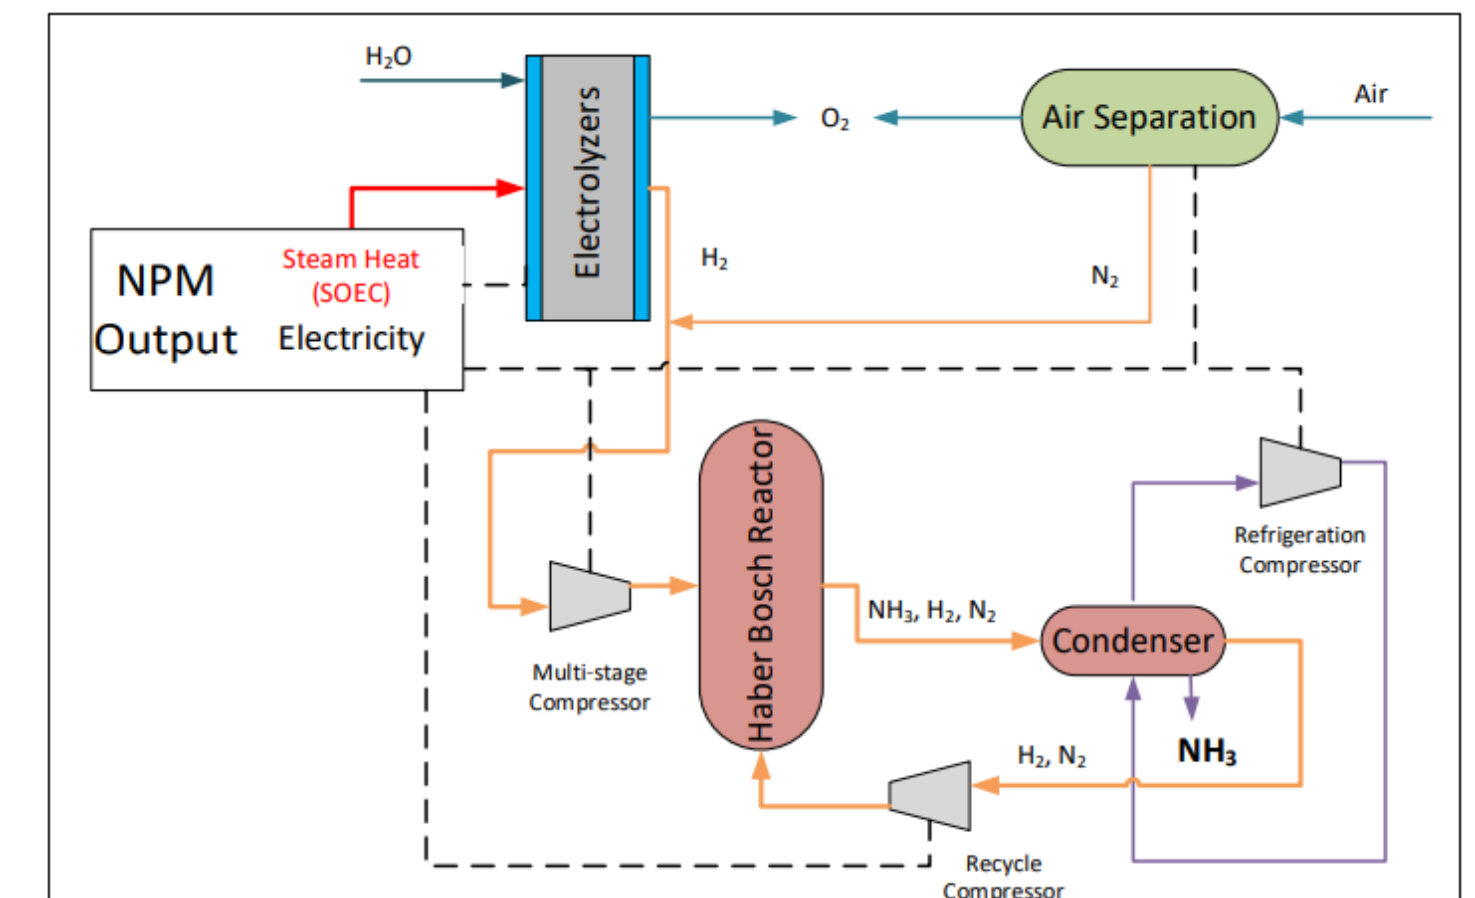 H₂O
Electrolyzers
O₂
Air Separation
Air
NPM
Output
Steam Heat
(SOEC)
Electricity
H₂
N₂
Haber Bosch Reactor
Multi-stage
Compressor
NH₃, H₂, N₂
Condenser
Refrigeration
Compressor
NH₃
H₂, N₂
Recycle
Compressor